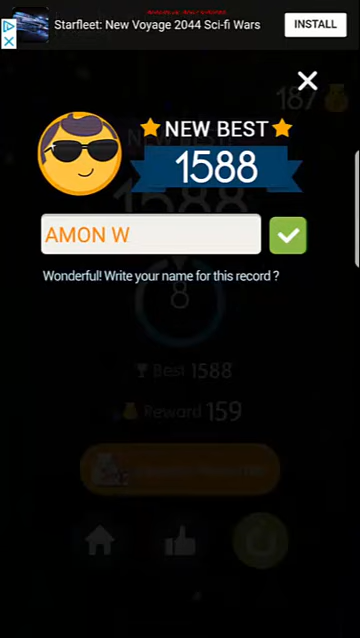 Starfleet: New Voyage 2044 Sci-fi Wars
INSTALL
187
NEW BEST
1588
AMON W
Wonderful! Write your name for this record ?
8
Best 1588
Reward 159